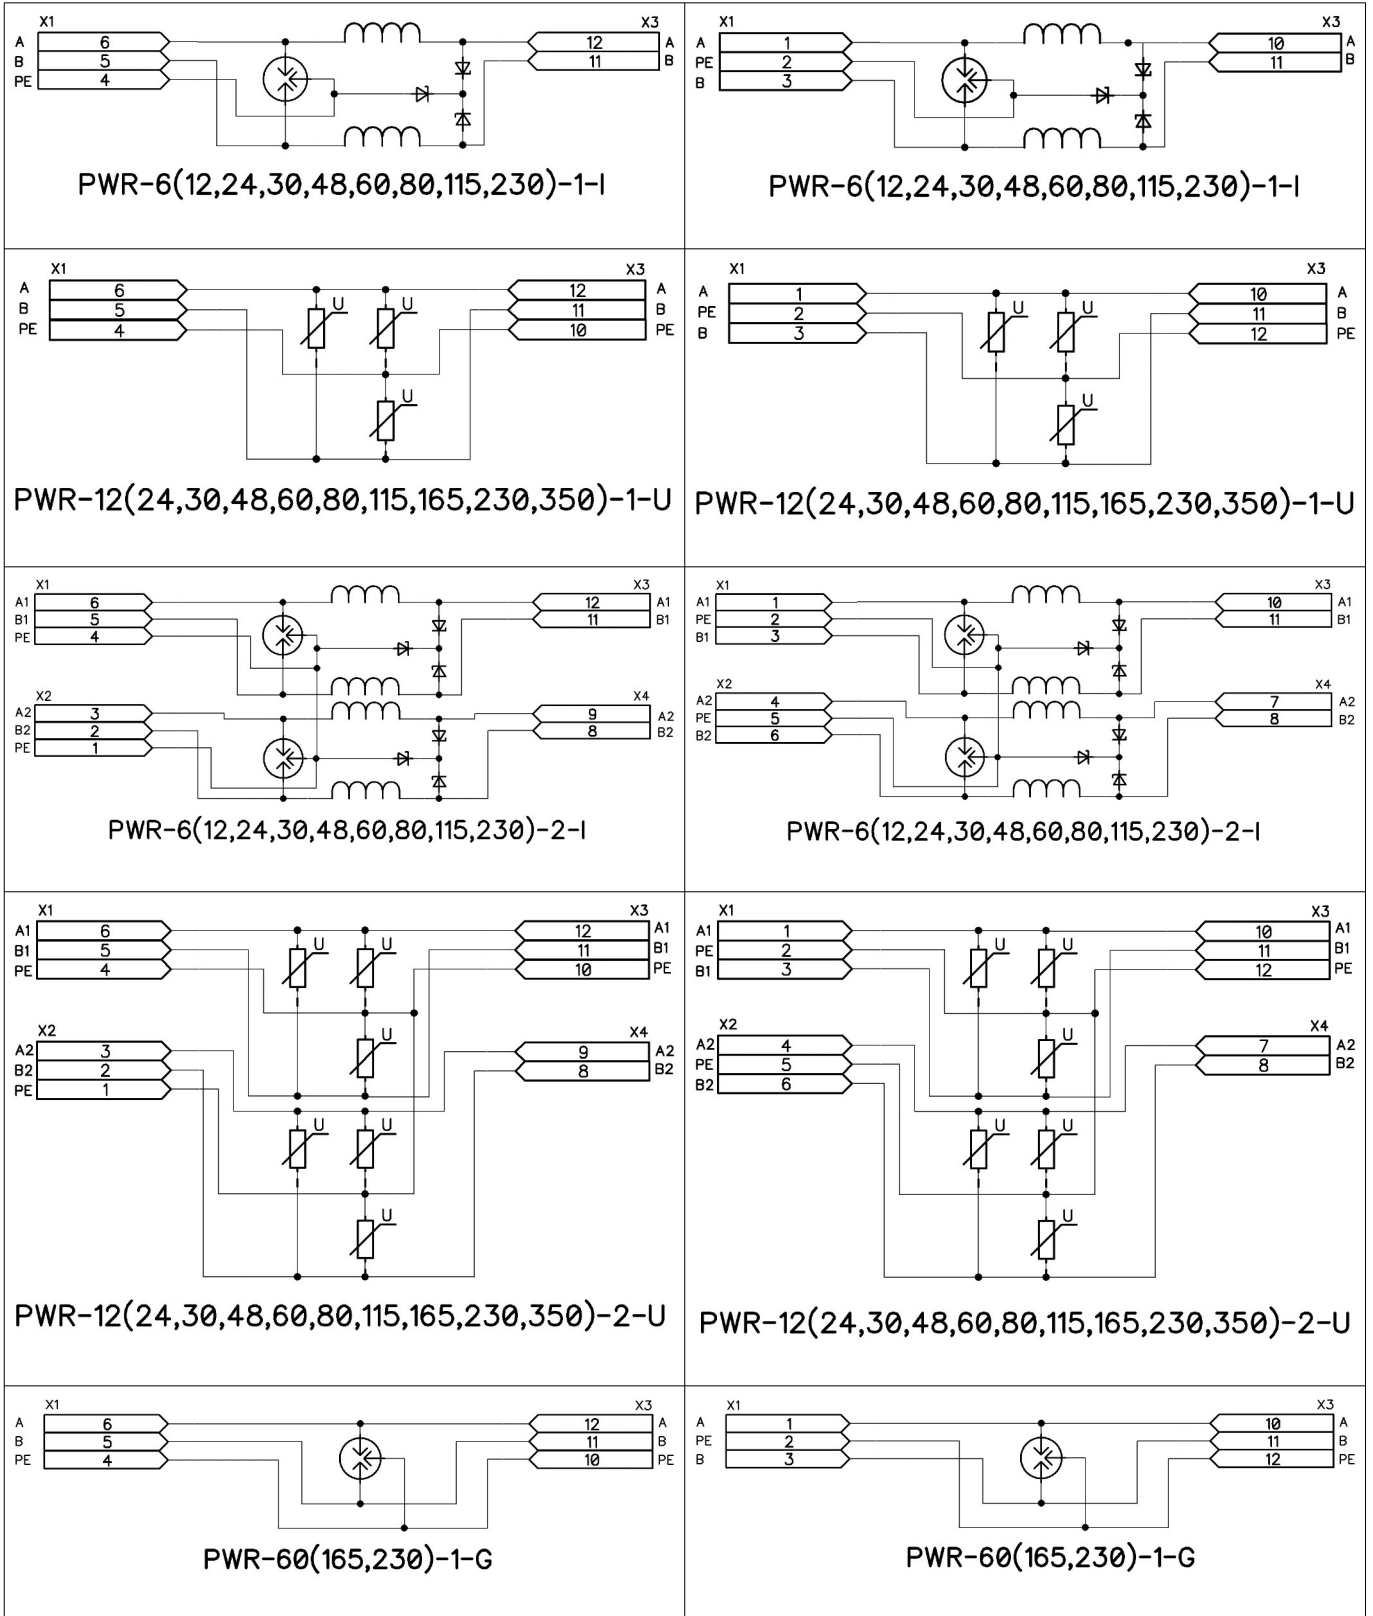 X1
X3
A 6 12 A
B 5 11 B
PE 4
PWR-6(12,24,30,48,60,80,115,230)-1-I
X1
X3
A 1 10 A
PE 2 11 B
B 3
PWR-6(12,24,30,48,60,80,115,230)-1-I
X1
X3
A 6 U U 12 A
B 5 11 B
PE 4 10 PE
U
PWR-12(24,30,48,60,80,115,165,230,350)-1-U
X1
X3
A 1 U U 10 A
PE 2 11 B
B 3 12 PE
U
PWR-12(24,30,48,60,80,115,165,230,350)-1-U
X1
X3
A1 6 12 A1
B1 5 11 B1
PE 4
X2
X4
A2 3 9 A2
B2 2 8 B2
PE 1
PWR-6(12,24,30,48,60,80,115,230)-2-I
X1
X3
A1 1 10 A1
PE 2 11 B1
B1 3
X2
X4
A2 4 7 A2
PE 5 8 B2
B2 6
PWR-6(12,24,30,48,60,80,115,230)-2-I
X1
X3
A1 6 12 A1
B1 5 U U 11 B1
PE 4 10 PE
X2
U
X4
A2 3 9 A2
B2 2 8 B2
PE 1
U U
U
PWR-12(24,30,48,60,80,115,165,230,350)-2-U
X1
X3
A1 1 10 A1
PE 2 U U 11 B1
B1 3 12 PE
X2
U
X4
A2 4 7 A2
PE 5 8 B2
B2 6
U U
U
PWR-12(24,30,48,60,80,115,165,230,350)-2-U
X1
X3
A 6 12 A
B 5 11 B
PE 4 10 PE
PWR-60(165,230)-1-G
X1
X3
A 1 10 A
PE 2 11 B
B 3 12 PE
PWR-60(165,230)-1-G